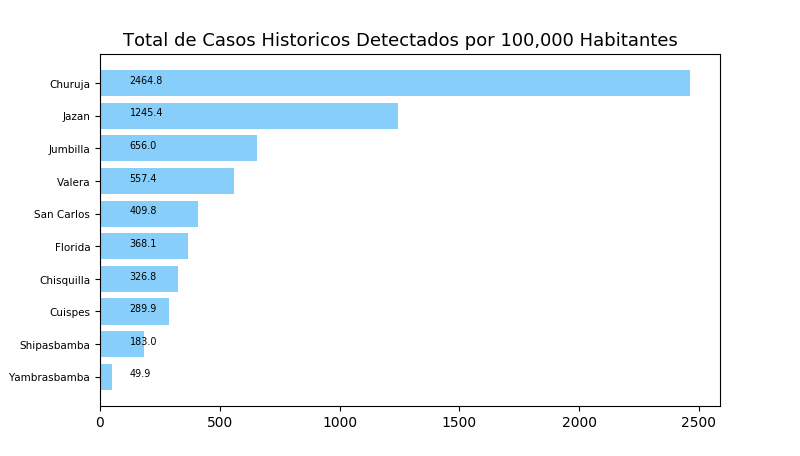 Total de Casos Historicos Detectados por 100,000 Habitantes
Churuja 2464.8
Jazan 1245.4
Jumbilla 656.0
Valera 557.4
San Carlos 409.8
Florida 368.1
Chisquilla 326.8
Cuispes 289.9
Shipasbamba 183.0
Yambrasbamba 49.9
0 500 1000 1500 2000 2500